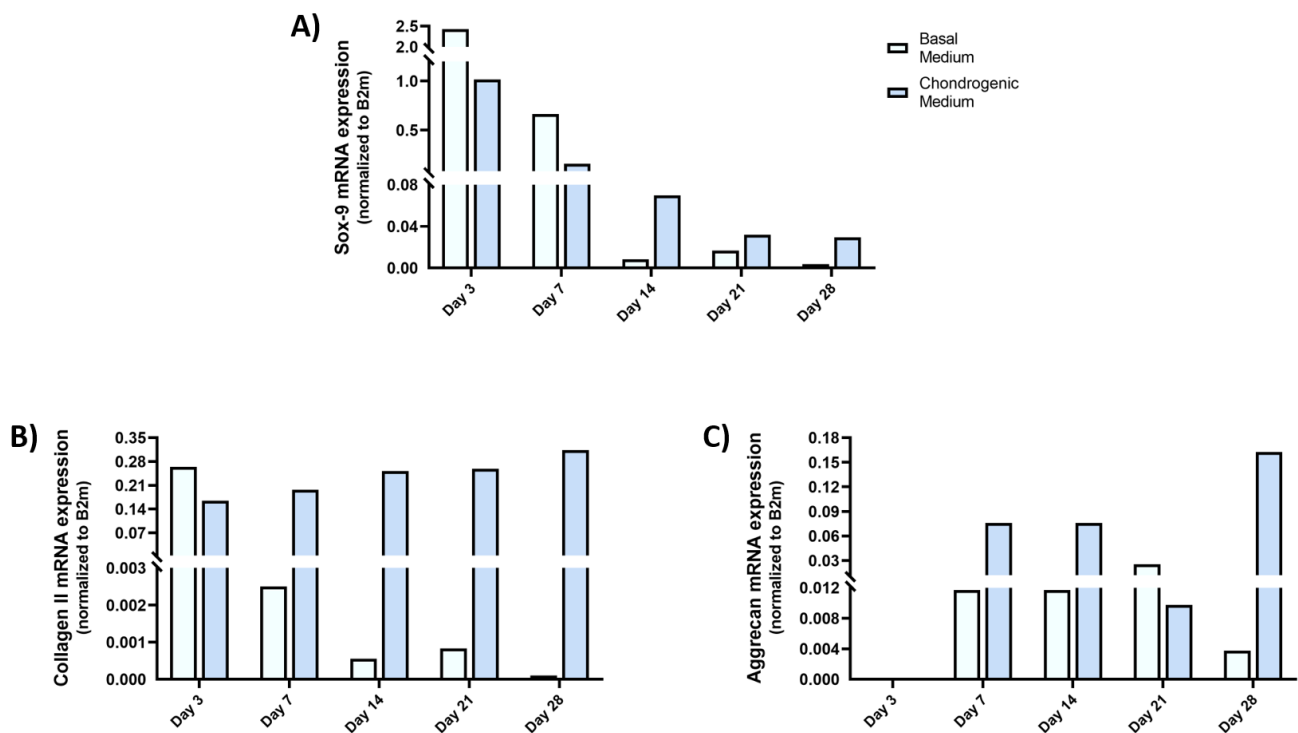 A)
Sox-9 mRNA expression
(normalized to B2m)
2.5
2.0
1.0
0.5
0.08
0.04
0.00
Day 3
Day 7
Day 14
Day 21
Day 28
Basal
Medium
Chondrogenic
Medium
B)
Collagen II mRNA expression
(normalized to B2m)
0.35
0.28
0.21
0.14
0.07
0.003
0.002
0.001
0.000
Day 3
Day 7
Day 14
Day 21
Day 28
C)
Aggrecan mRNA expression
(normalized to B2m)
0.18
0.15
0.12
0.09
0.06
0.03
0.012
0.008
0.004
0.000
Day 3
Day 7
Day 14
Day 21
Day 28